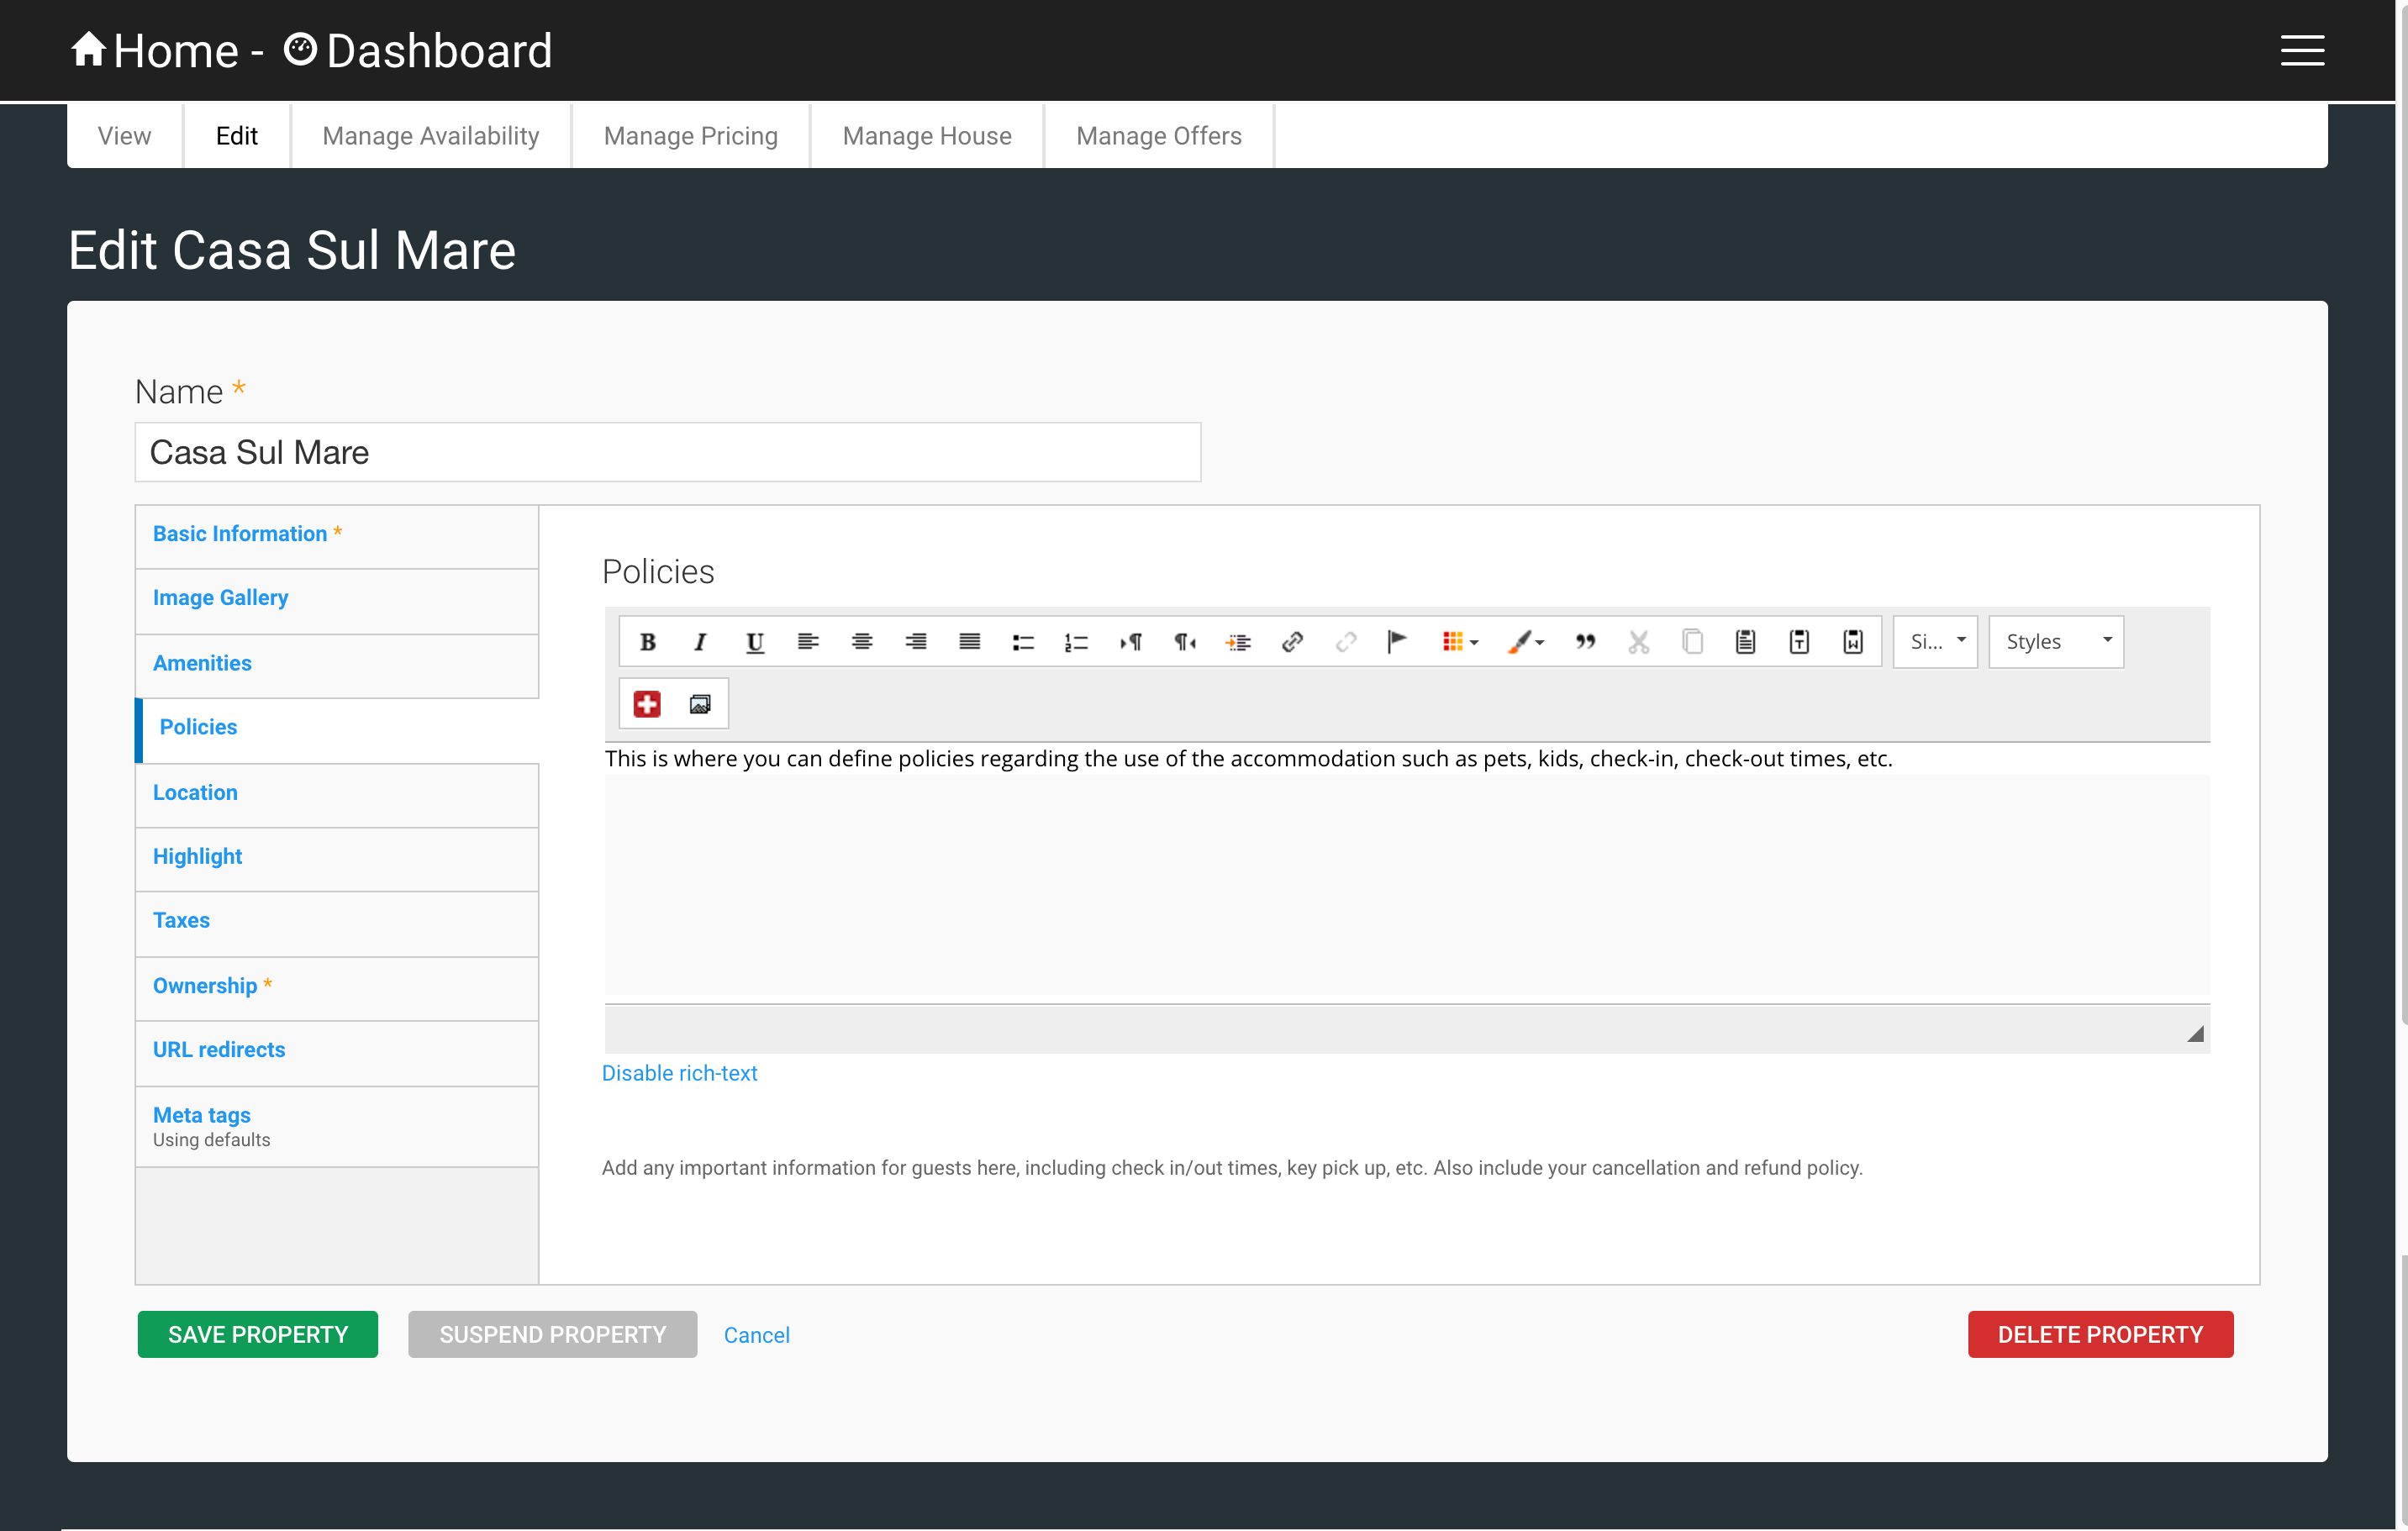 Home - Dashboard
View Edit Manage Availability Manage Pricing Manage House Manage Offers
Edit Casa Sul Mare
Name *
Casa Sul Mare
Basic Information *
Image Gallery
Amenities
Policies
Location
Highlight
Taxes
Ownership *
URL redirects
Meta tags
Using defaults
Policies
B I U Si... Styles
This is where you can define policies regarding the use of the accommodation such as pets, kids, check-in, check-out times, etc.
Disable rich-text
Add any important information for guests here, including check in/out times, key pick up, etc. Also include your cancellation and refund policy.
SAVE PROPERTY SUSPEND PROPERTY Cancel DELETE PROPERTY